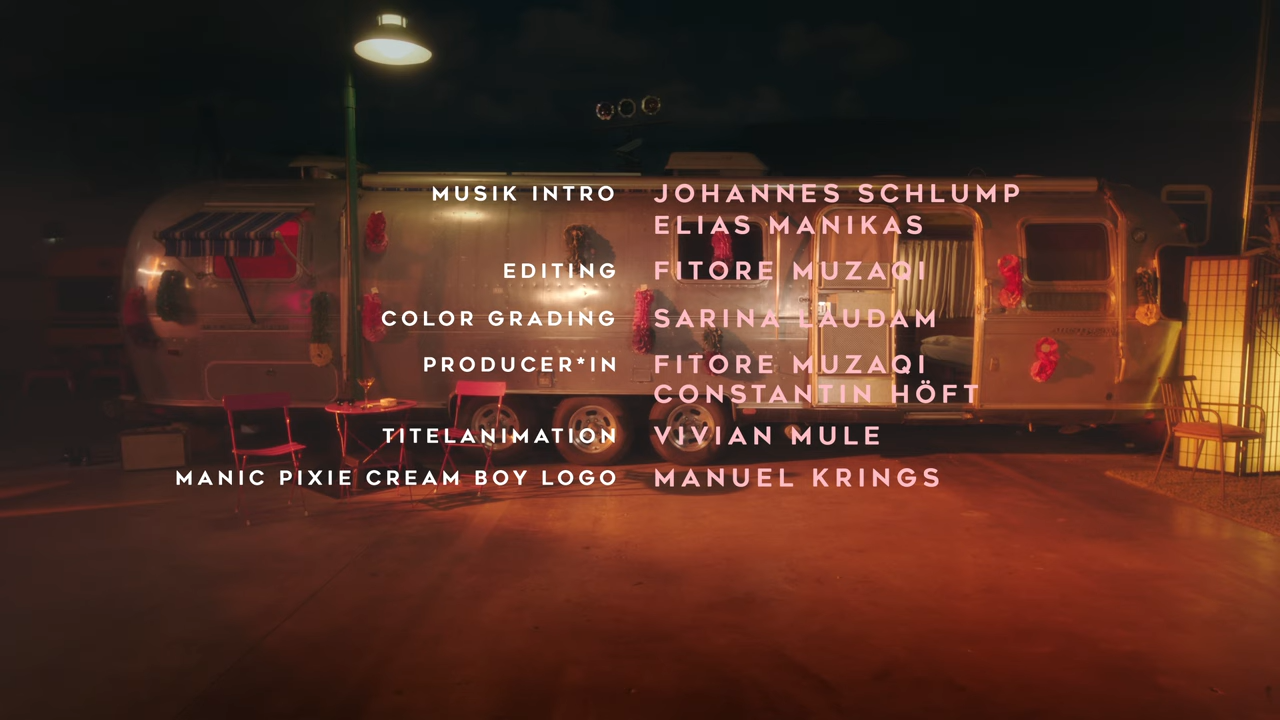 MUSIK INTRO JOHANNES SCHLUMP
ELIAS MANIKAS
EDITING FITORE MUZAQI
COLOR GRADING SARINA LAUDAM
PRODUCER*IN FITORE MUZAQI
CONSTANTIN HÖFT
TITELANIMATION VIVIAN MULE
MANIC PIXIE CREAM BOY LOGO MANUEL KRINGS